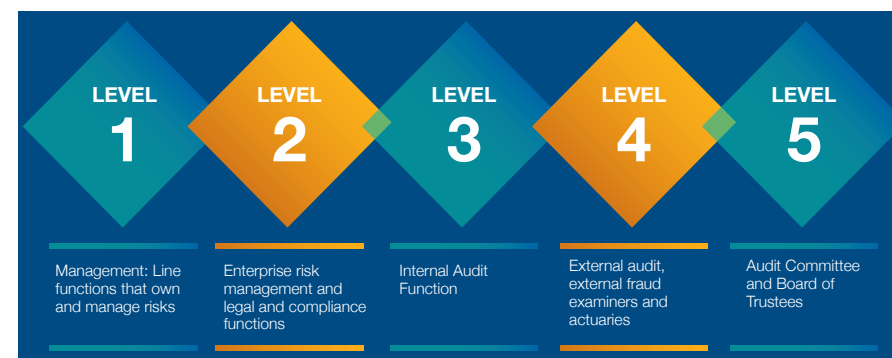 LEVEL
1
LEVEL
2
LEVEL
3
LEVEL
4
LEVEL
5
Management: Line
functions that own
and manage risks
Enterprise risk
management and
legal and compliance
functions
Internal Audit
Function
External audit,
external fraud
examiners and
actuaries
Audit Committee
and Board of
Trustees